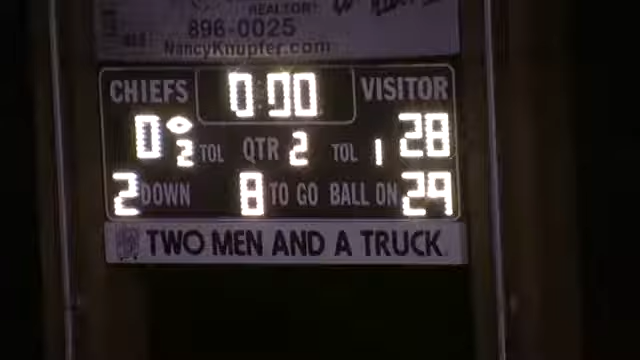 REALTOR
896-0025
NancyKnupfer.com
CHIEFS 0:00 VISITOR
0 2 TOL QTR 2 TOL 1 28
2 DOWN 8 TO GO BALL ON 29
TWO MEN AND A TRUCK